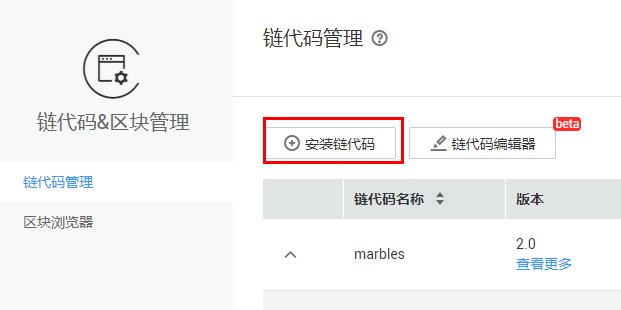 链代码管理 ?
链代码&区块管理
链代码管理
区块浏览器
安装链代码
链代码编辑器 beta
链代码名称 版本
marbles 2.0
查看更多